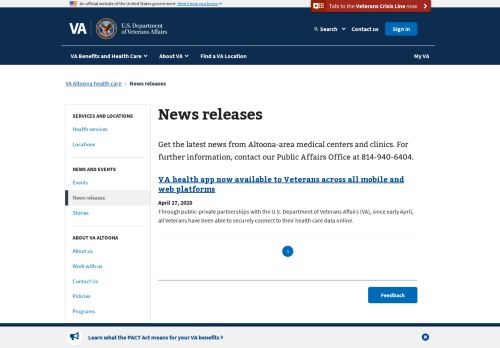 An official website of the United States government Here's how you know
Talk to the Veterans Crisis Line now
VA
U.S. Department
of Veterans Affairs
Search
Contact us
Sign in
VA Benefits and Health Care
About VA
Find a VA Location
My VA
VA Altoona health care › News releases
SERVICES AND LOCATIONS
Health services
Locations
NEWS AND EVENTS
Events
News releases
Stories
ABOUT VA ALTOONA
About us
Work with us
Contact Us
Policies
Programs
News releases
Get the latest news from Altoona-area medical centers and clinics. For
further information, contact our Public Affairs Office at 814-940-6404.
VA health app now available to Veterans across all mobile and
web platforms
April 27, 2020
Through public-private partnerships with the U.S. Department of Veterans Affairs (VA), since early April,
all Veterans have been able to securely connect to their health care data online.
1
Feedback
Learn what the PACT Act means for your VA benefits